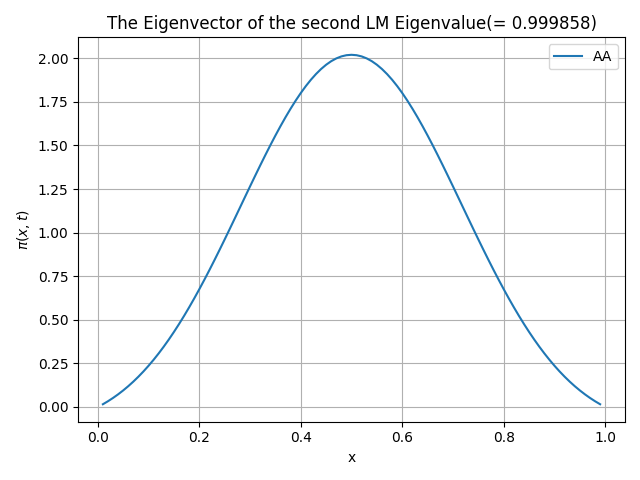 The Eigenvector of the second LM Eigenvalue(= 0.999858)
AA
2.00
1.75
1.50
1.25
1.00
0.75
0.50
0.25
0.00
π(x, t)
0.0 0.2 0.4 0.6 0.8 1.0
x